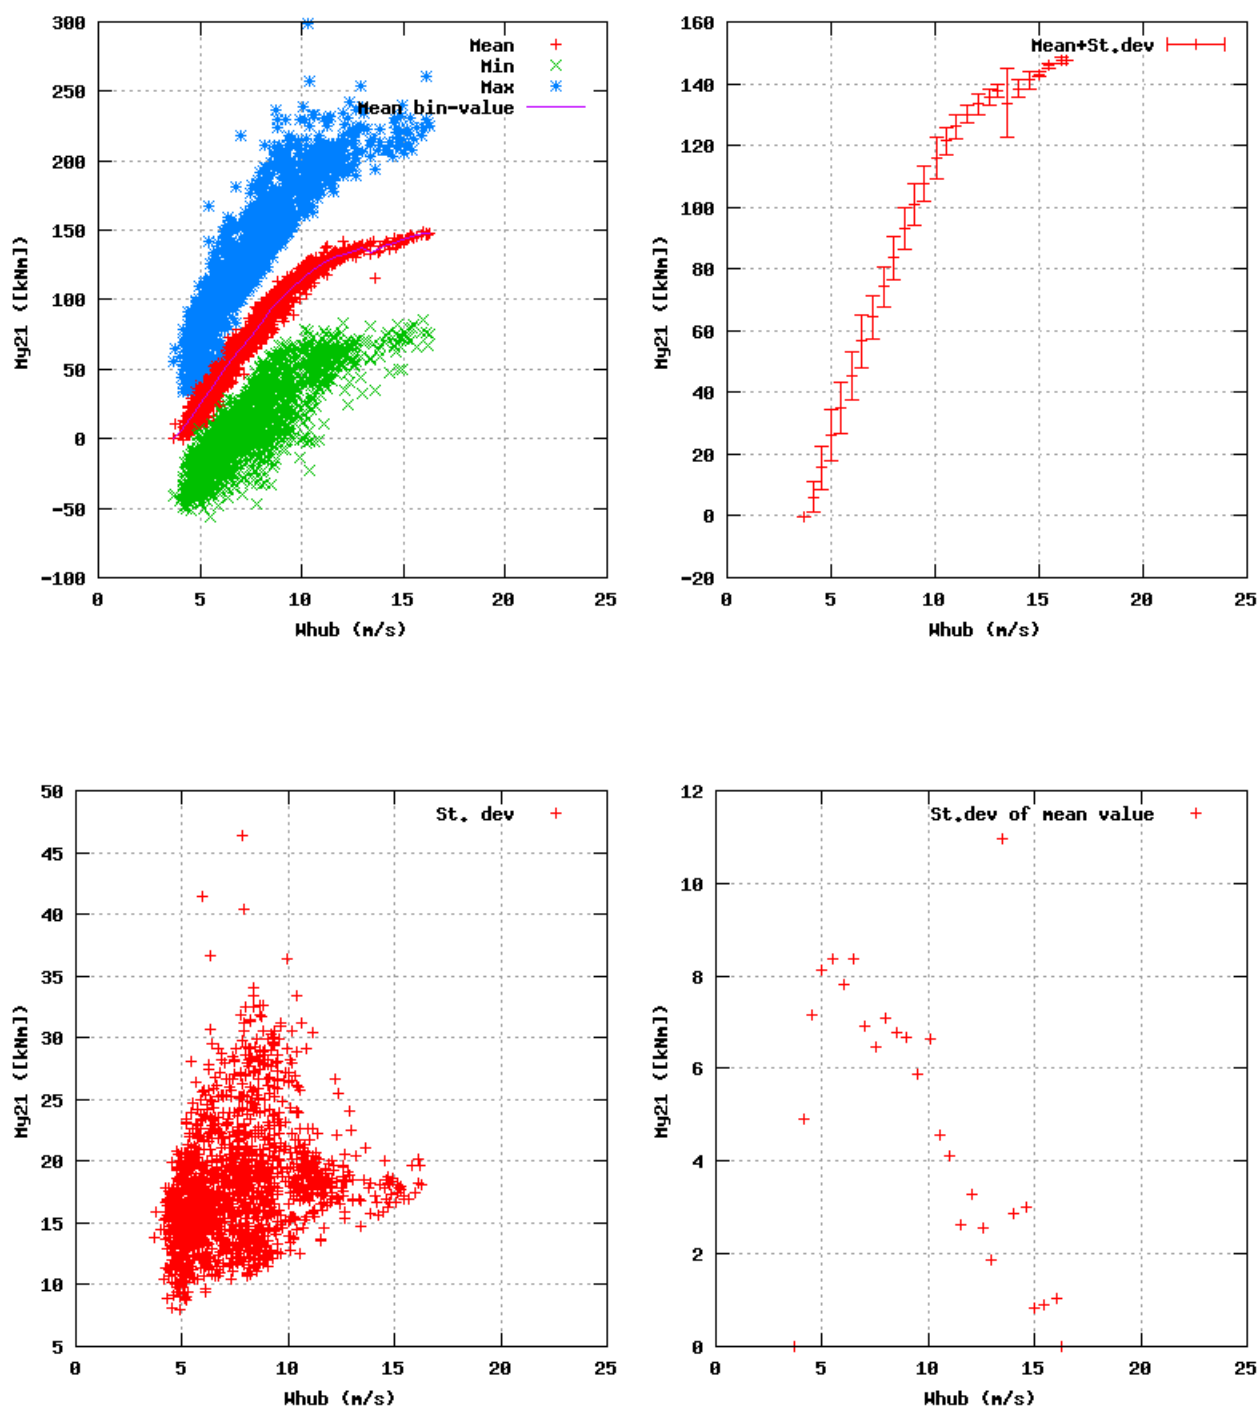 300
250
200
150
100
50
0
-50
-100
0 5 10 15 20 25
My21 ([kNm])
Whub (m/s)
Mean
Min
Max
Mean bin-value
160
140
120
100
80
60
40
20
0
-20
0 5 10 15 20 25
My21 ([kNm])
Whub (m/s)
Mean+St.dev
50
45
40
35
30
25
20
15
10
5
0 5 10 15 20 25
My21 ([kNm])
Whub (m/s)
St. dev
12
10
8
6
4
2
0
0 5 10 15 20 25
My21 ([kNm])
Whub (m/s)
St.dev of mean value